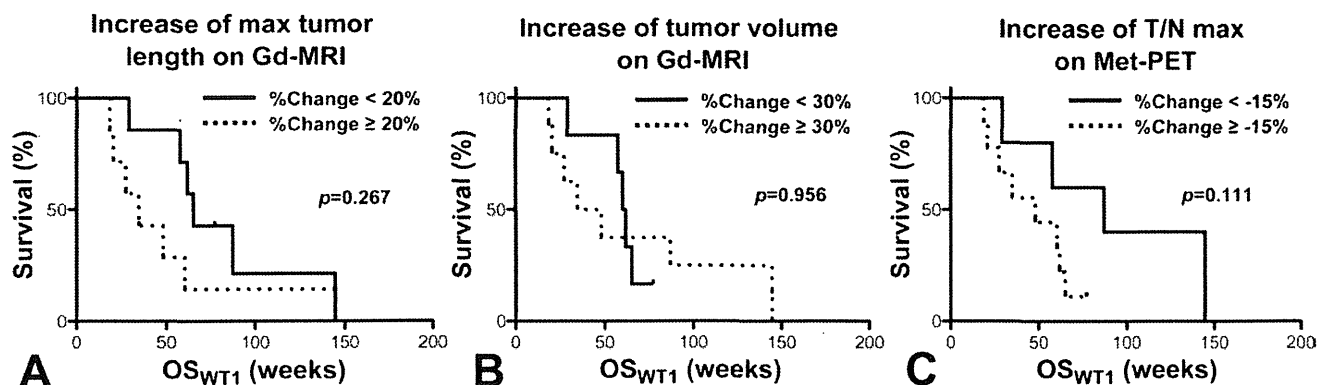 Increase of max tumor
length on Gd-MRI
%Change < 20%
%Change ≥ 20%
p=0.267
Survival (%)
100
50
0
0 50 100 150 200
OSWT1 (weeks)
A
Increase of tumor volume
on Gd-MRI
%Change < 30%
%Change ≥ 30%
p=0.956
Survival (%)
100
50
0
0 50 100 150 200
OSWT1 (weeks)
B
Increase of T/N max
on Met-PET
%Change < -15%
%Change ≥ -15%
p=0.111
Survival (%)
100
50
0
0 50 100 150 200
OSWT1 (weeks)
C